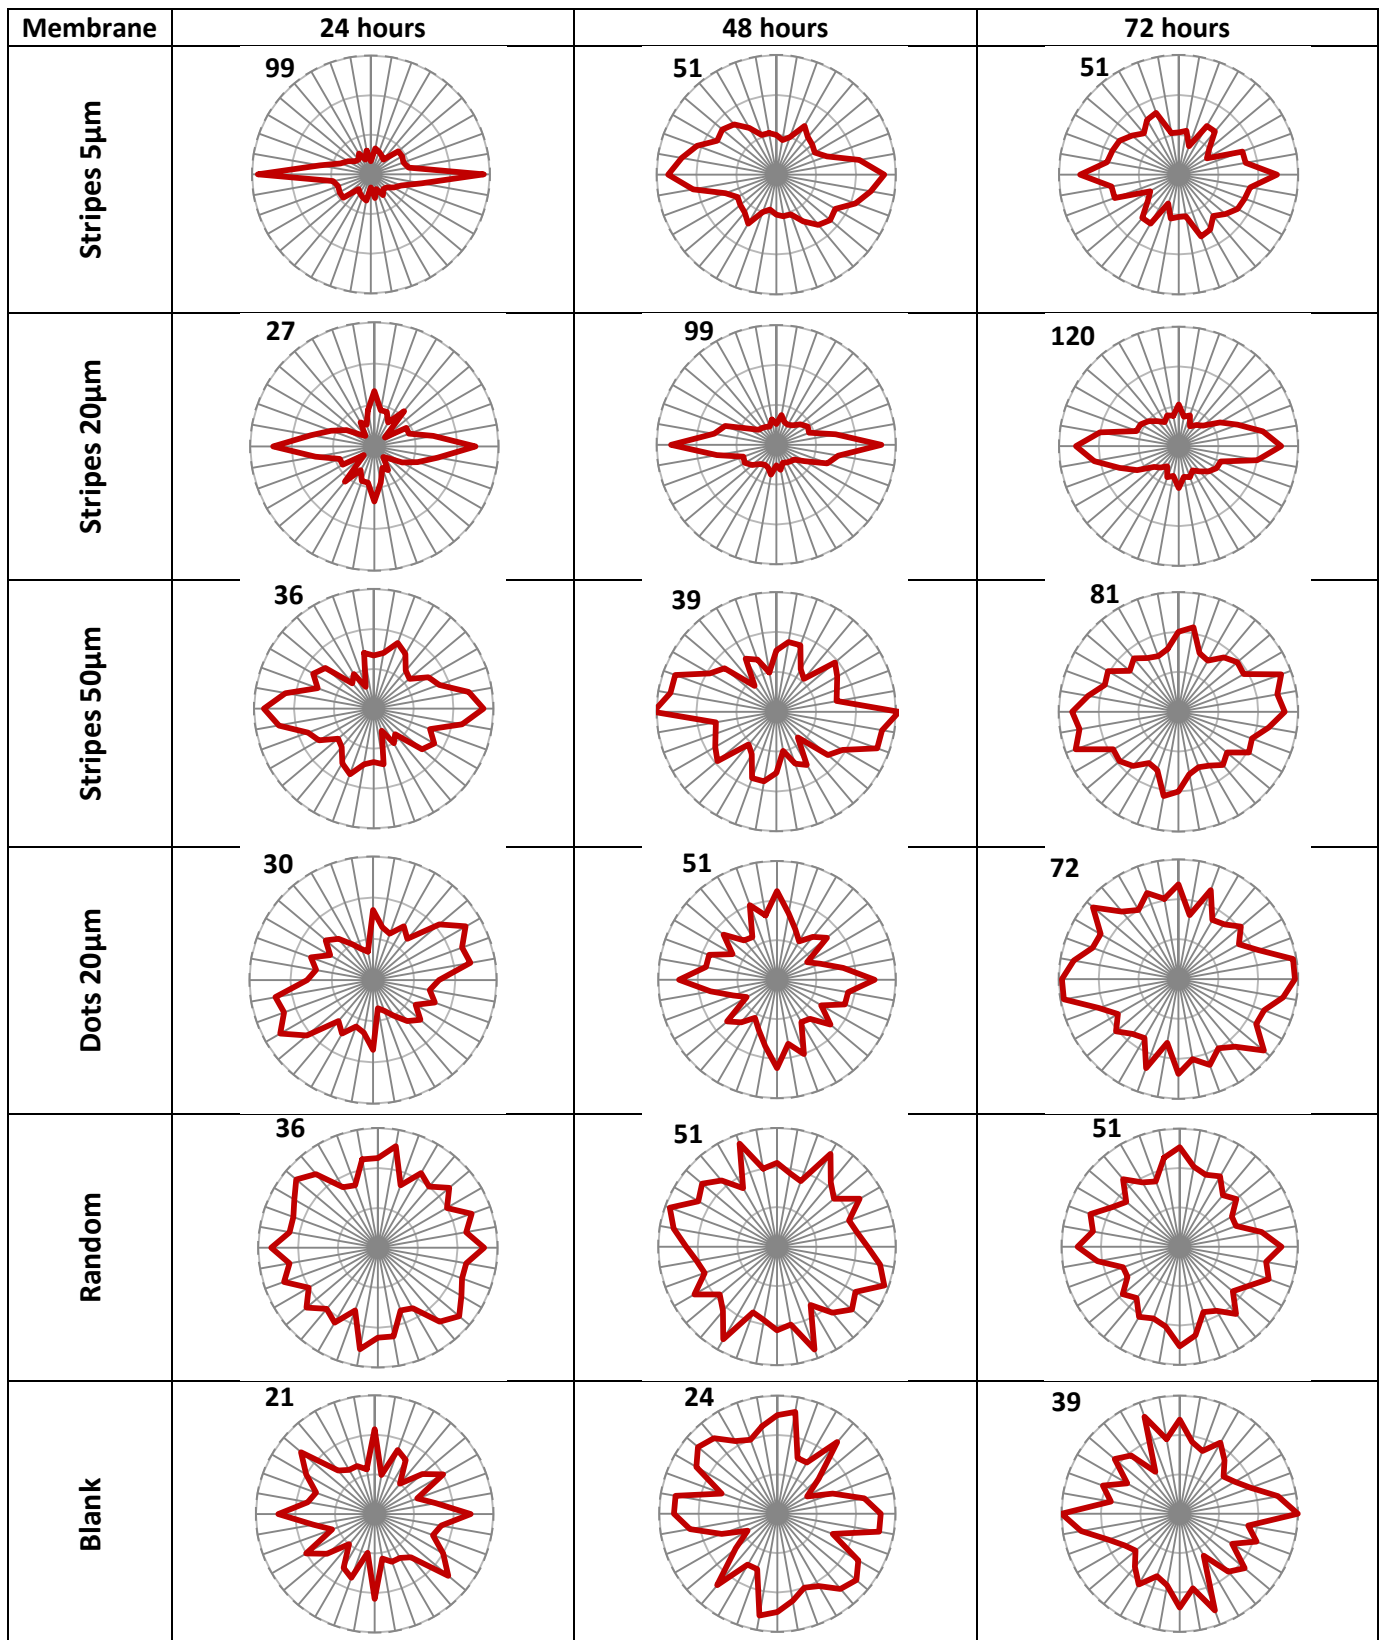 Membrane 24 hours 48 hours 72 hours
Stripes 5µm 99 51 51
Stripes 20µm 27 99 120
Stripes 50µm 36 39 81
Dots 20µm 30 51 72
Random 36 51 51
Blank 21 24 39